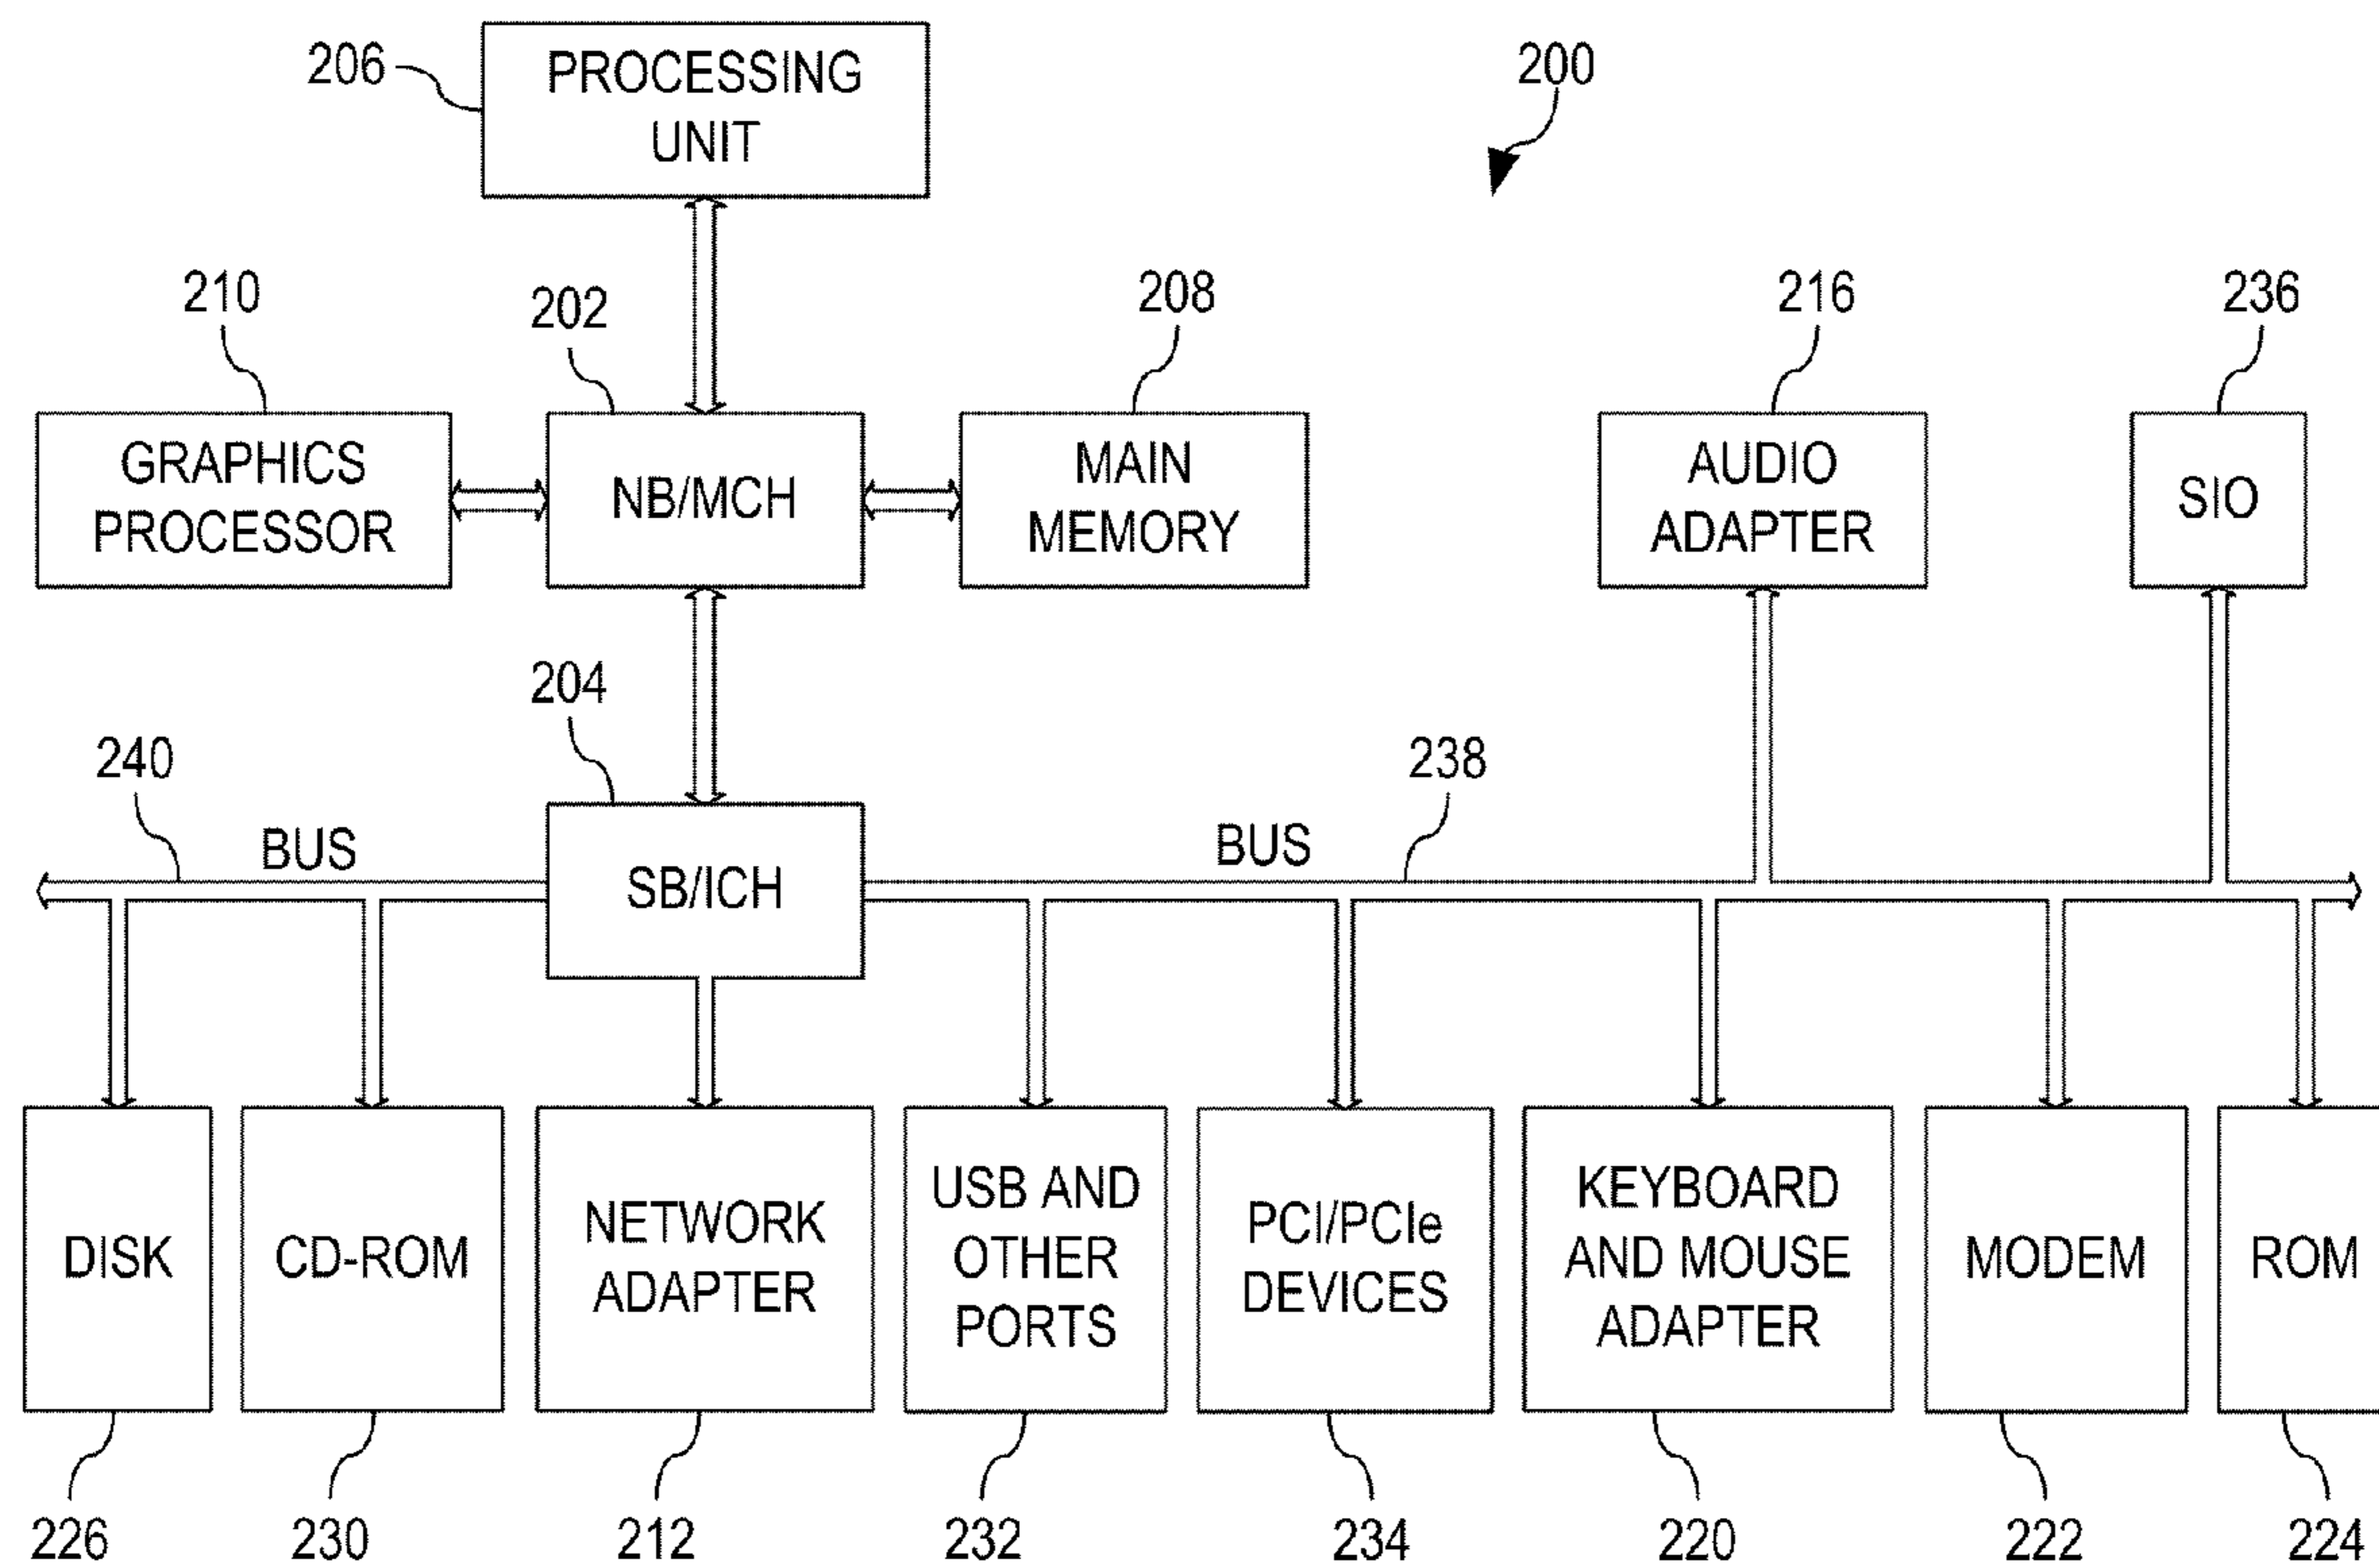 206
PROCESSING
UNIT
200
210
202
208
216
236
GRAPHICS
PROCESSOR
NB/MCH
MAIN
MEMORY
AUDIO
ADAPTER
SIO
204
240
BUS
SB/ICH
BUS
238
DISK
CD-ROM
NETWORK
ADAPTER
USB AND
OTHER
PORTS
PCI/PCIe
DEVICES
KEYBOARD
AND MOUSE
ADAPTER
MODEM
ROM
226
230
212
232
234
220
222
224